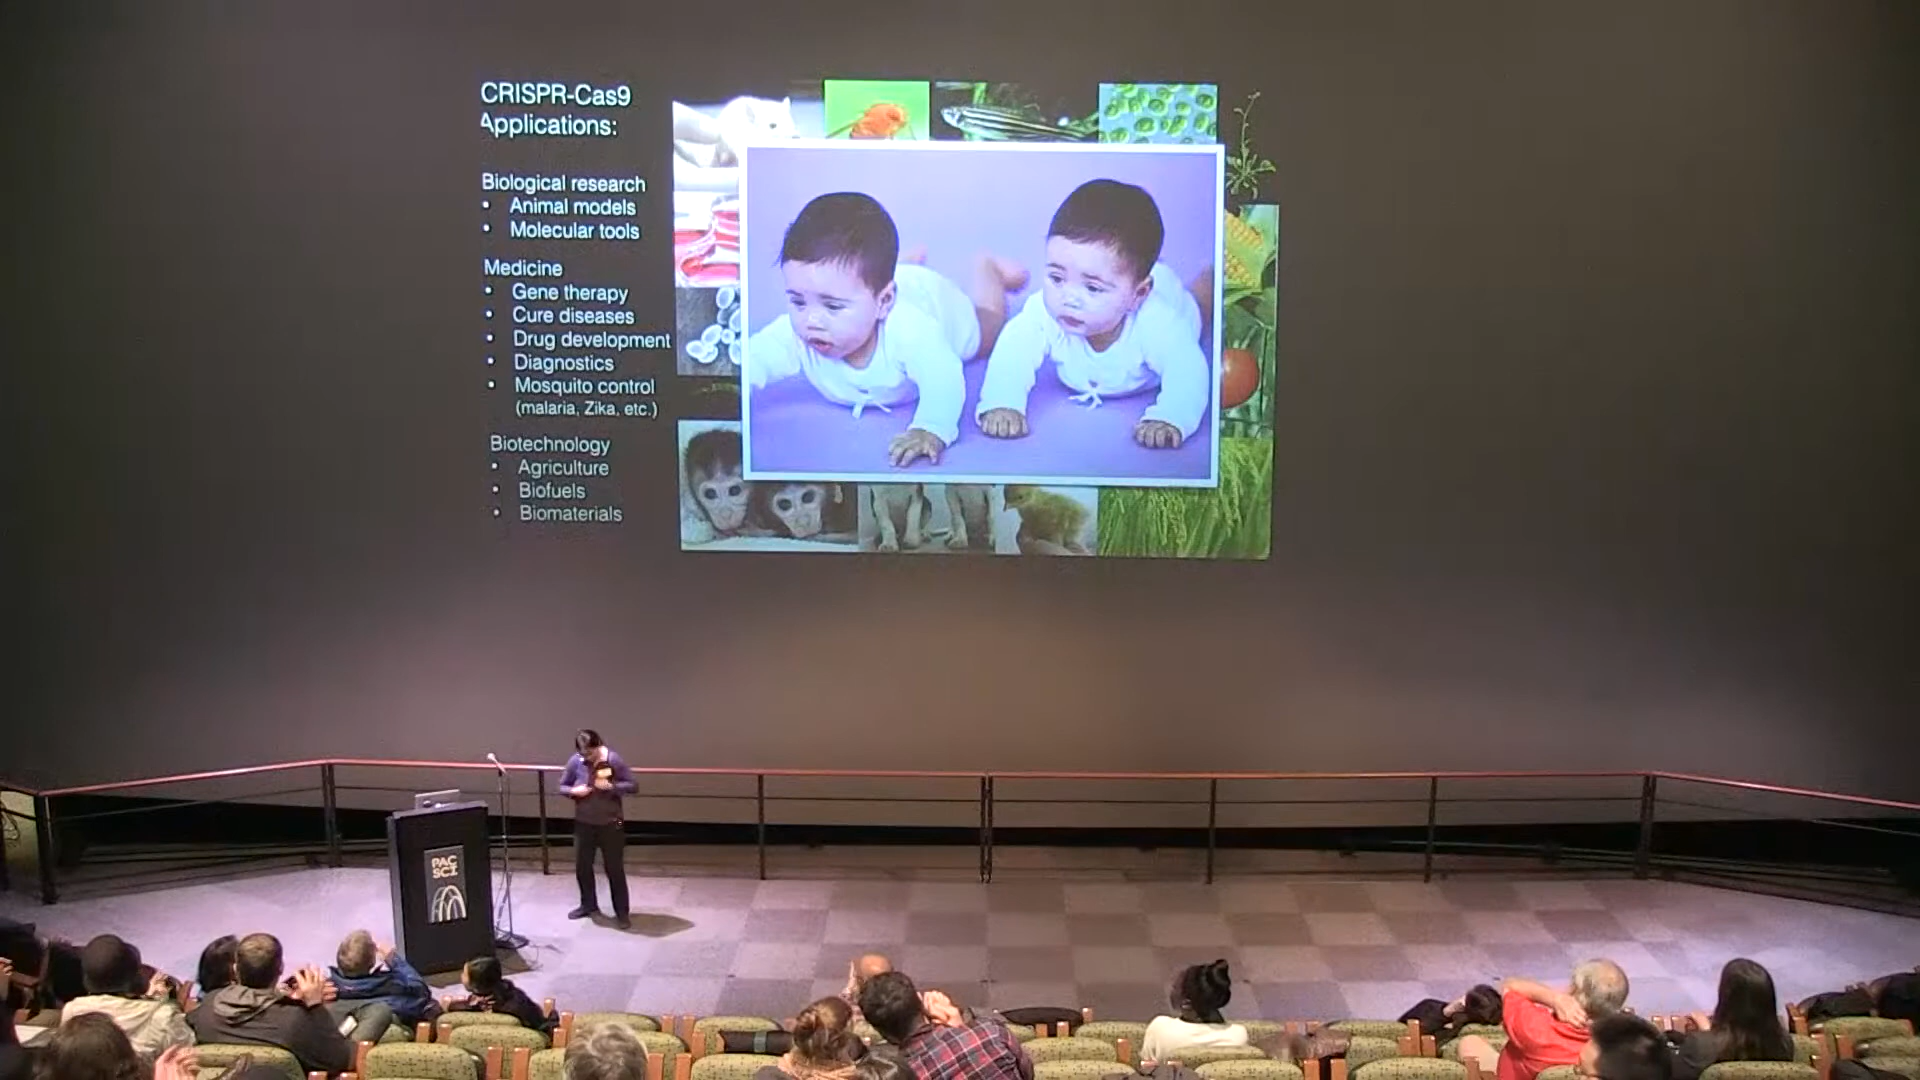 CRISPR-Cas9
Applications:
Biological research
• Animal models
• Molecular tools
Medicine
• Gene therapy
• Cure diseases
• Drug development
• Diagnostics
• Mosquito control
(malaria, Zika, etc.)
Biotechnology
• Agriculture
• Biofuels
• Biomaterials
PAC
SCI